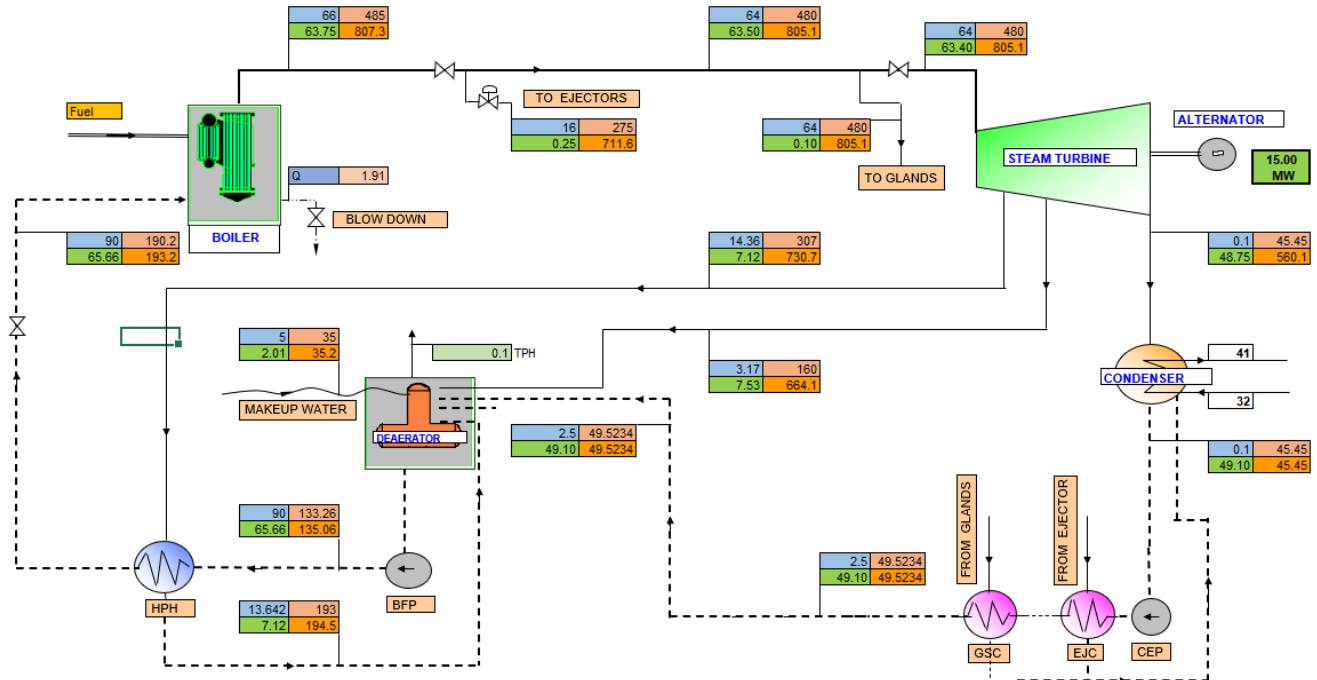 66 485
63.75 807.3
64 480
63.50 805.1
64 480
63.40 805.1
Fuel
TO EJECTORS
16 275
0.25 711.6
64 480
0.10 805.1
TO GLANDS
ALTERNATOR
STEAM TURBINE
15.00
MW
Q 1.91
BLOW DOWN
BOILER
90 190.2
65.66 193.2
14.36 307
7.12 730.7
0.1 45.45
48.75 560.1
5 35
2.01 35.2
0.1 TPH
MAKEUP WATER
DEAERATOR
3.17 160
7.53 664.1
41
CONDENSER
32
2.5 49.5234
49.10 49.5234
0.1 45.45
49.10 45.45
90 133.26
65.66 135.06
FROM GLANDS
FROM EJECTOR
2.5 49.5234
49.10 49.5234
HPH
BFP
13.642 193
7.12 194.5
GSC
EJC
CEP